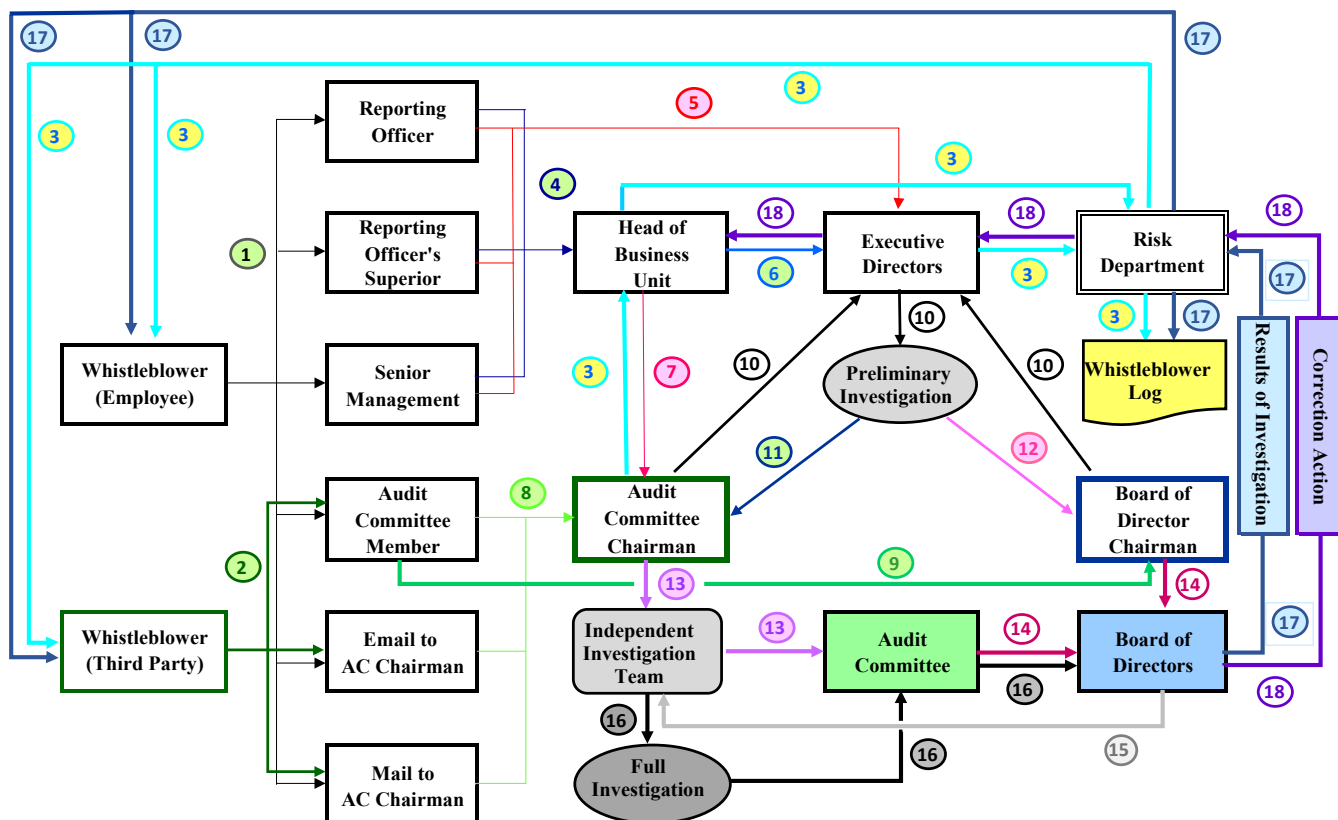 17
17
17
3
5
3
3
Reporting
Officer
3
4
18
18
18
1
Reporting
Officer's
Superior
Head of
Business
Unit
6
Executive
Directors
3
Risk
Department
17
3
17
10
Whistleblower
(Employee)
Senior
Management
3
7
10
Preliminary
Investigation
10
Whistleblower
Log
Results of Investigation
Correction Action
11
12
8
Audit
Committee
Member
Audit
Committee
Chairman
Board of
Director
Chairman
2
9
13
14
Whistleblower
(Third Party)
Email to
AC Chairman
Independent
Investigation
Team
13
Audit
Committee
14
16
Board of
Directors
17
18
16
16
15
Mail to
AC Chairman
Full
Investigation